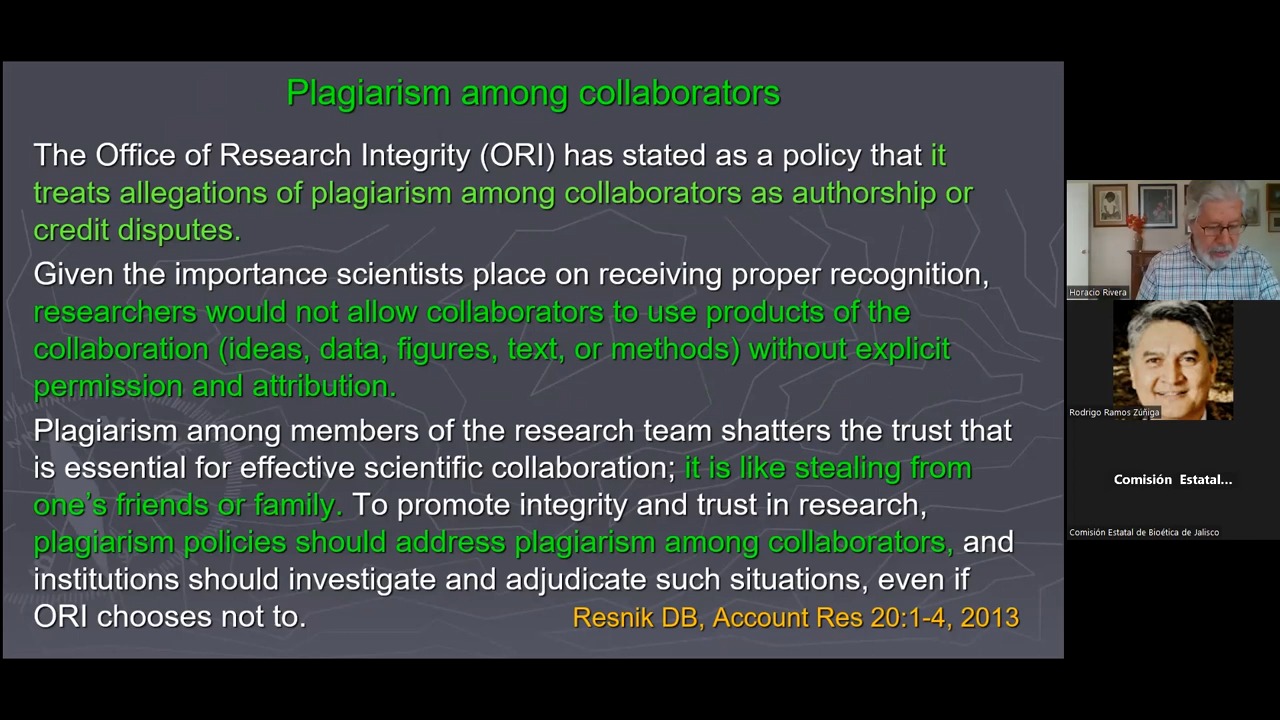 Plagiarism among collaborators
The Office of Research Integrity (ORI) has stated as a policy that it
treats allegations of plagiarism among collaborators as authorship or
credit disputes.
Given the importance scientists place on receiving proper recognition,
researchers would not allow collaborators to use products of the
collaboration (ideas, data, figures, text, or methods) without explicit
permission and attribution.
Plagiarism among members of the research team shatters the trust that
is essential for effective scientific collaboration; it is like stealing from
one's friends or family. To promote integrity and trust in research,
plagiarism policies should address plagiarism among collaborators, and
institutions should investigate and adjudicate such situations, even if
ORI chooses not to.
Resnik DB, Account Res 20:1-4, 2013
Horacio Rivera
Rodrigo Ramos Zúñiga
Comisión Estatal...
Comisión Estatal de Bioética de Jalisco